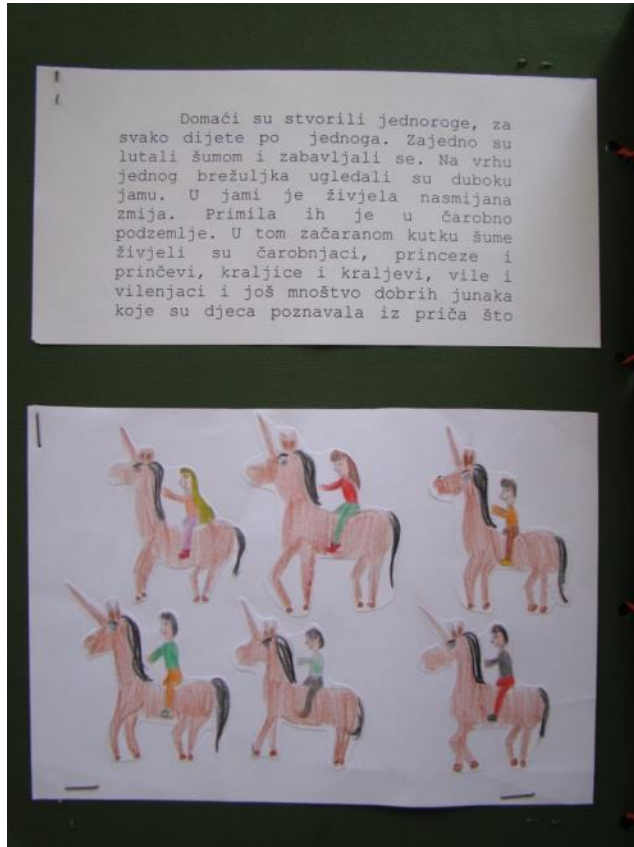 Domaći su stvorili jednoroge, za
svako dijete po jednoga. Zajedno su
lutali šumom i zabavljali se. Na vrhu
jednog brežuljka ugledali su duboku
jamu. U jami je živjela nasmijana
zmija. Primila ih je u čarobno
podzemlje. U tom začaranom kutku šume
živjeli su čarobnjaci, princeze i
prinčevi, kraljice i kraljevi, vile i
vilenjaci i još mnoštvo dobrih junaka
koje su djeca poznavala iz priča što